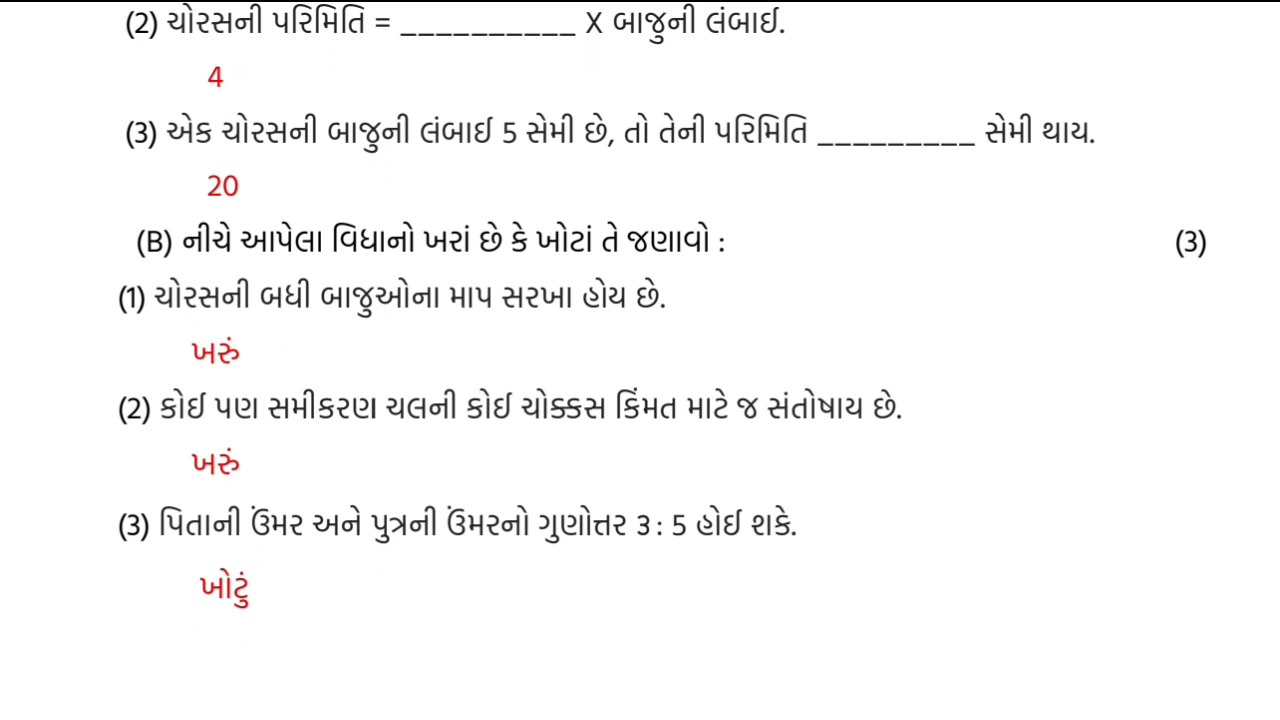 (2) ચોરસની પરિમિતિ = __________ X બાજુની લંબાઈ.
4
(3) એક ચોરસની બાજુની લંબાઈ 5 સેમી છે, તો તેની પરિમિતિ _________ સેમી થાય.
20
(B) નીચે આપેલા વિધાનો ખરાં છે કે ખોટાં તે જણાવો : (3)
(1) ચોરસની બધી બાજુઓના માપ સરખા હોય છે.
ખરું
(2) કોઈ પણ સમીકરણ ચલની કોઈ ચોક્કસ કિંમત માટે જ સંતોષાય છે.
ખરું
(3) પિતાની ઉંમર અને પુત્રની ઉંમરનો ગુણોત્તર 3 : 5 હોઈ શકે.
ખોટું